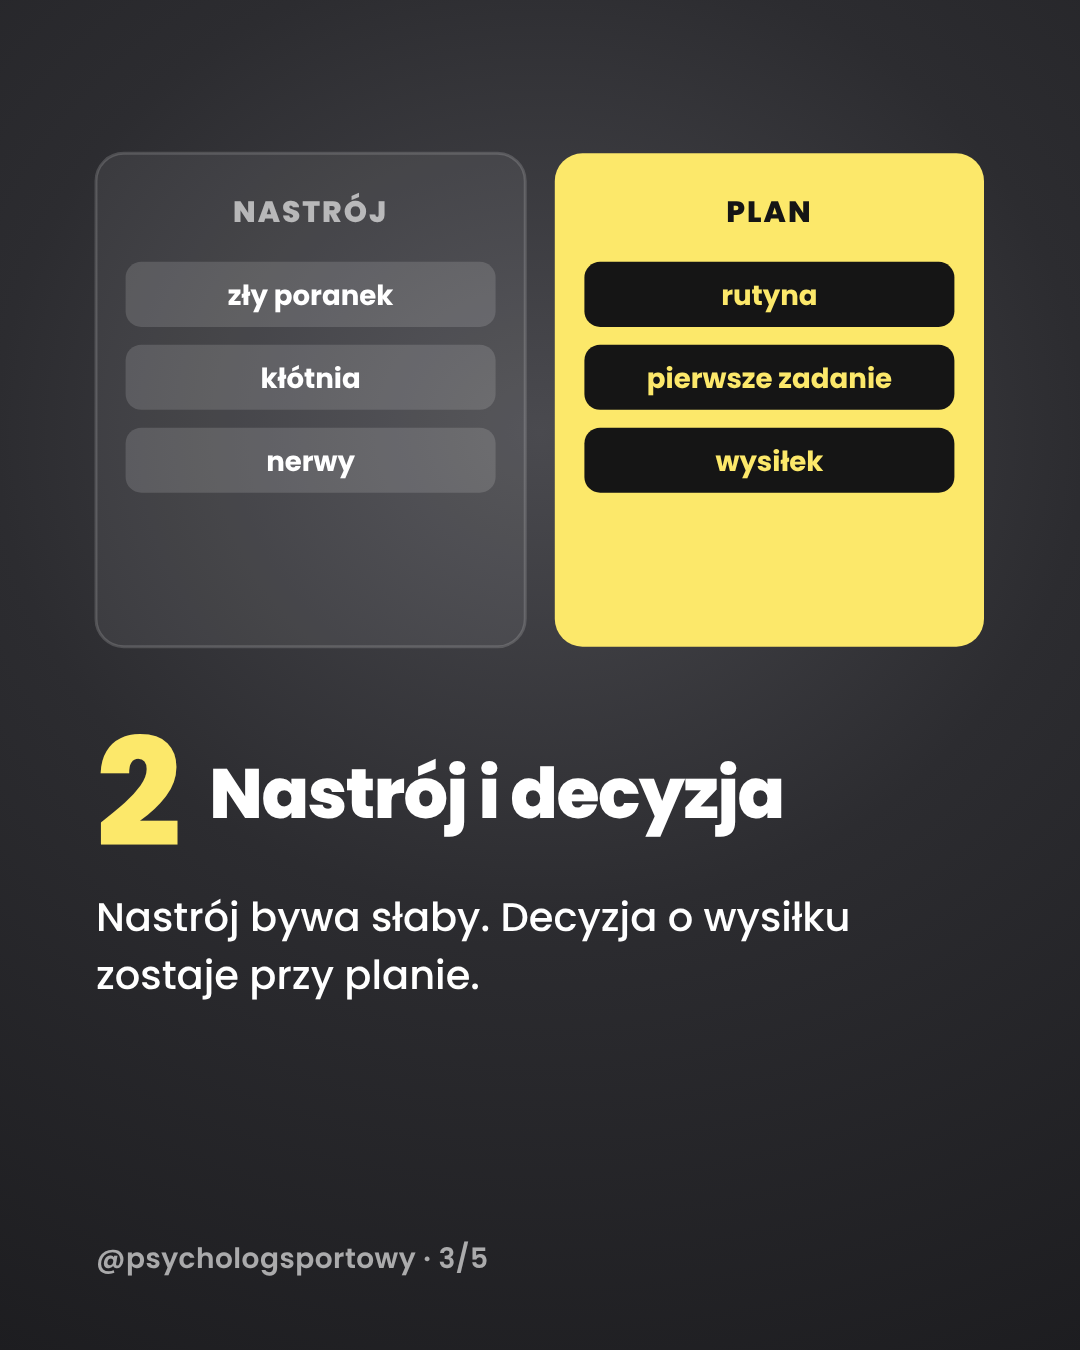 NASTRÓJ
zły poranek
kłótnia
nerwy
PLAN
rutyna
pierwsze zadanie
wysiłek
2 Nastrój i decyzja
Nastrój bywa słaby. Decyzja o wysiłku
zostaje przy planie.
@psychologsportowy · 3/5